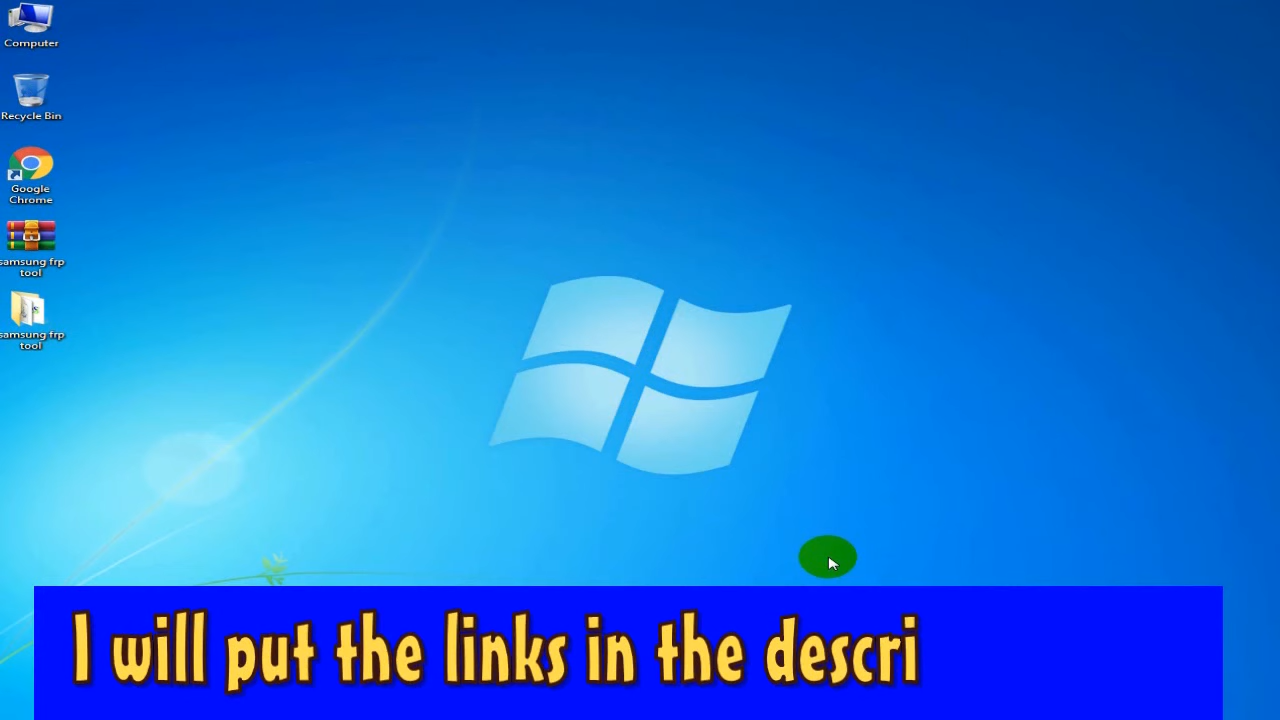 Computer
Recycle Bin
Google
Chrome
samsung frp
tool
samsung frp
tool
I will put the links in the descri